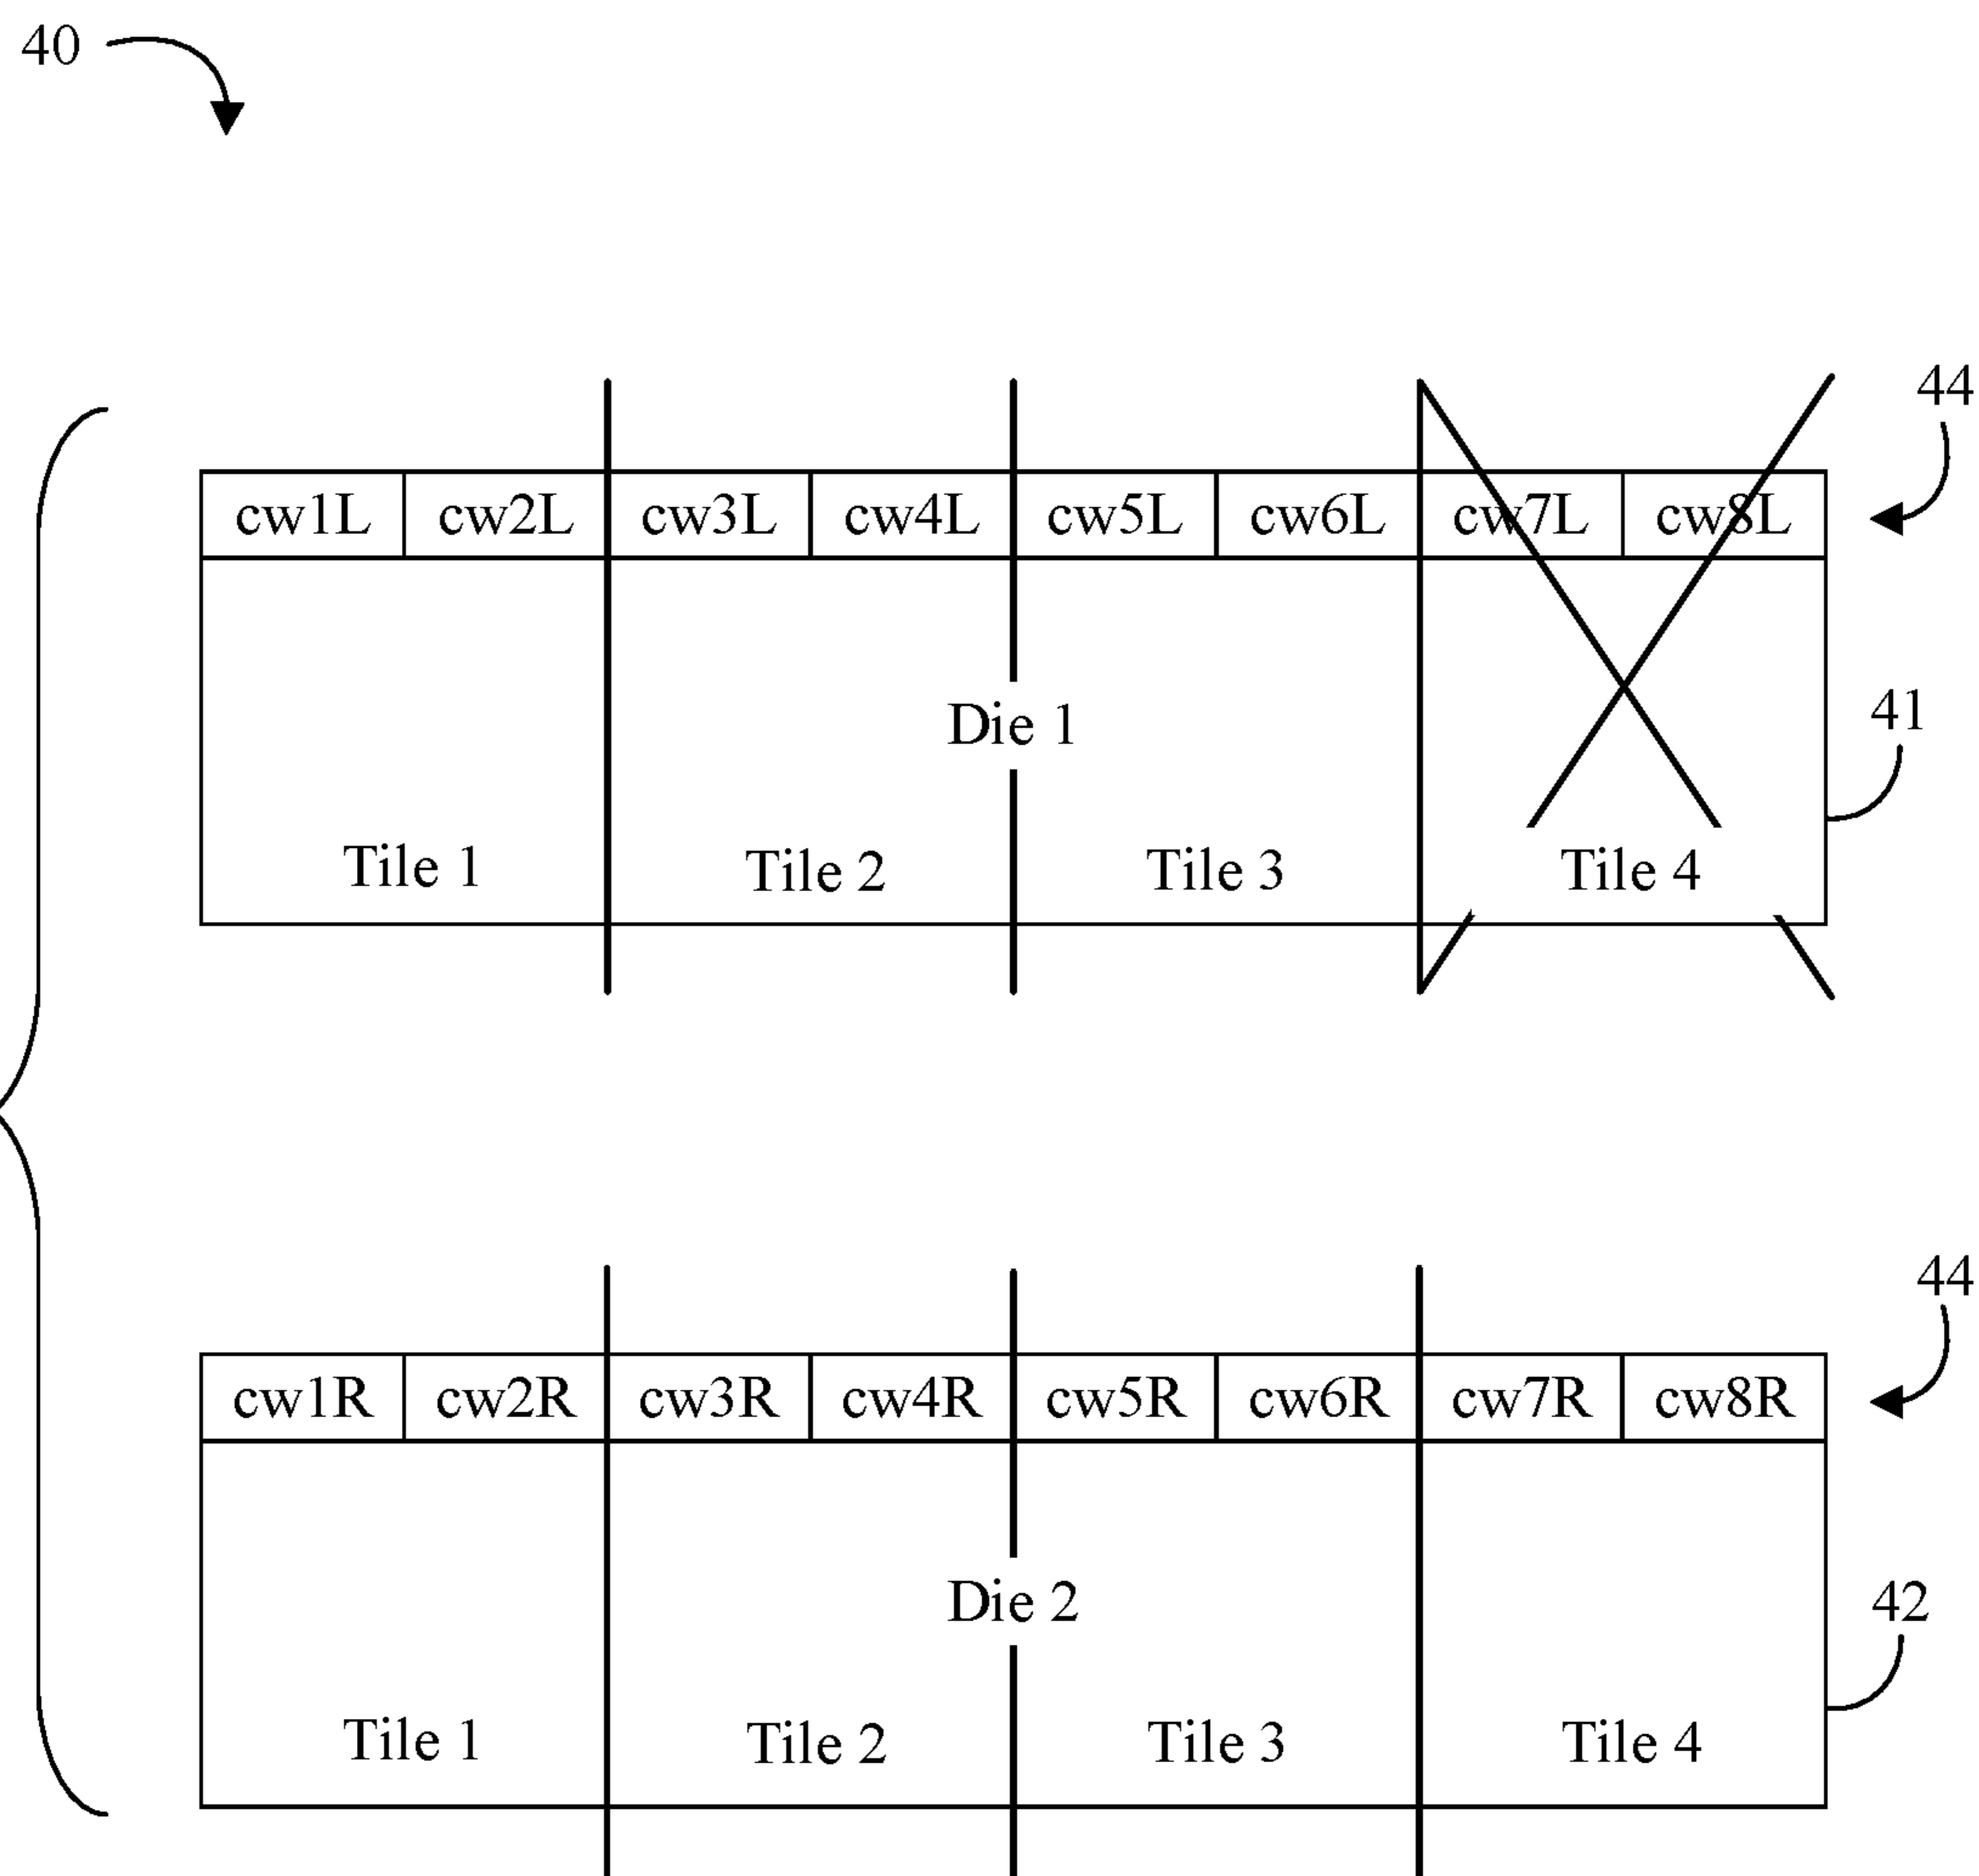 40
44
cw1L cw2L cw3L cw4L cw5L cw6L cw7L cw8L
41
Die 1
Tile 1 Tile 2 Tile 3 Tile 4
44
cw1R cw2R cw3R cw4R cw5R cw6R cw7R cw8R
42
Die 2
Tile 1 Tile 2 Tile 3 Tile 4